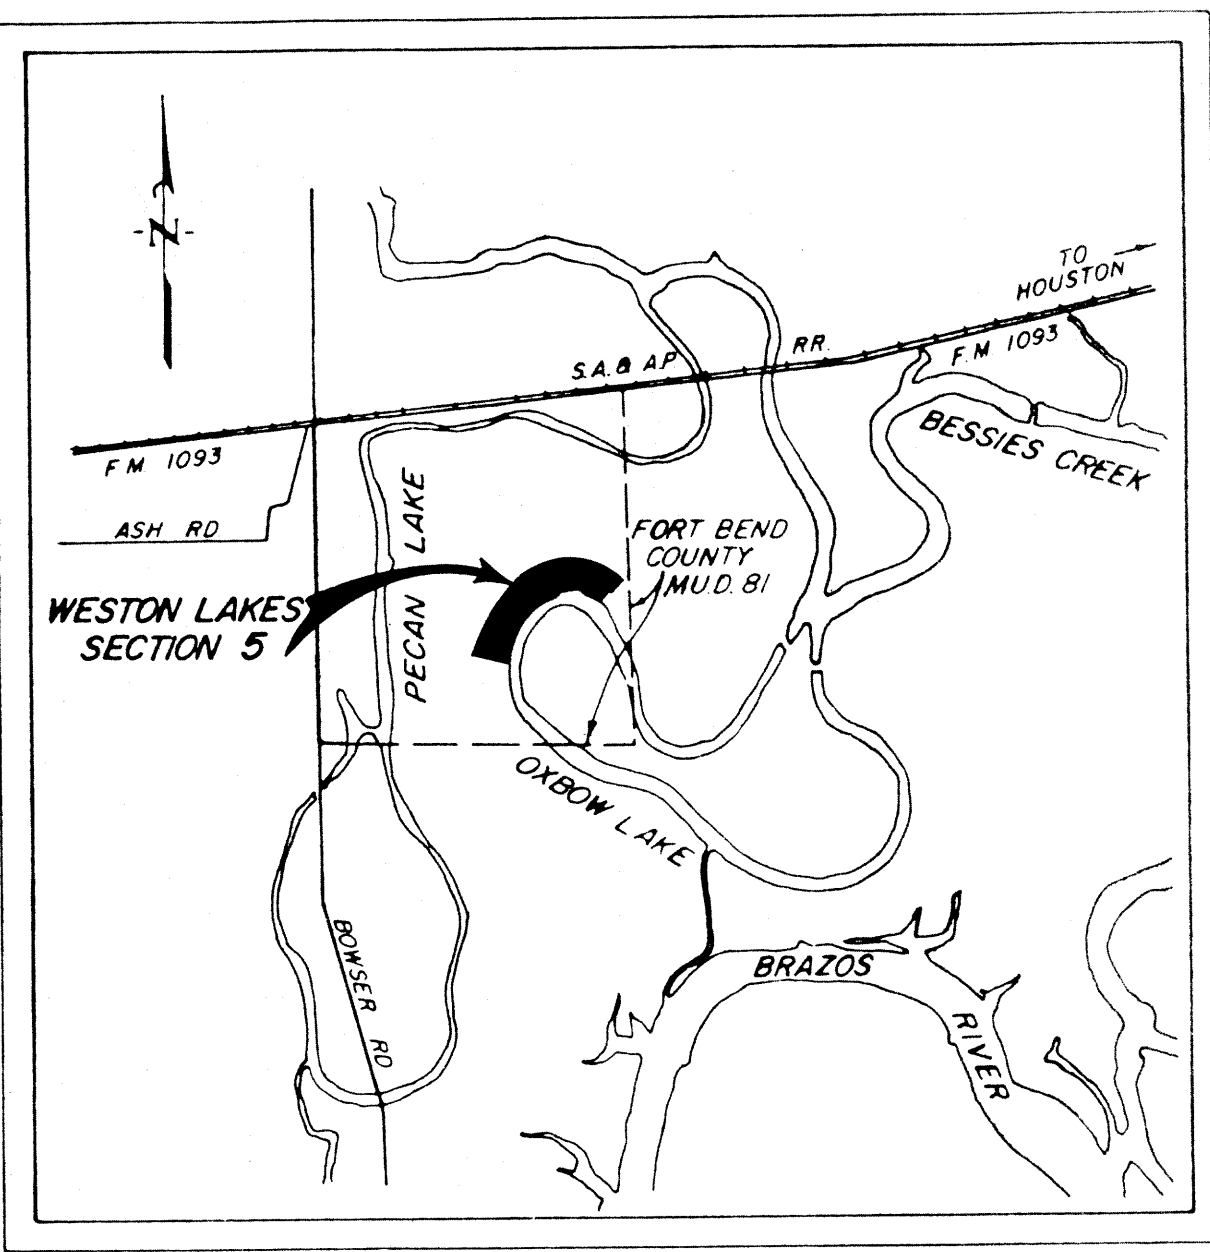 N
TO
HOUSTON
S.A. & A.P. RR.
F.M. 1093
BESSIES CREEK
F.M. 1093
ASH RD
PECAN LAKE
FORT BEND
COUNTY
M.U.D. 81
WESTON LAKES
SECTION 5
OXBOW LAKE
BOWSER RD
BRAZOS
RIVER